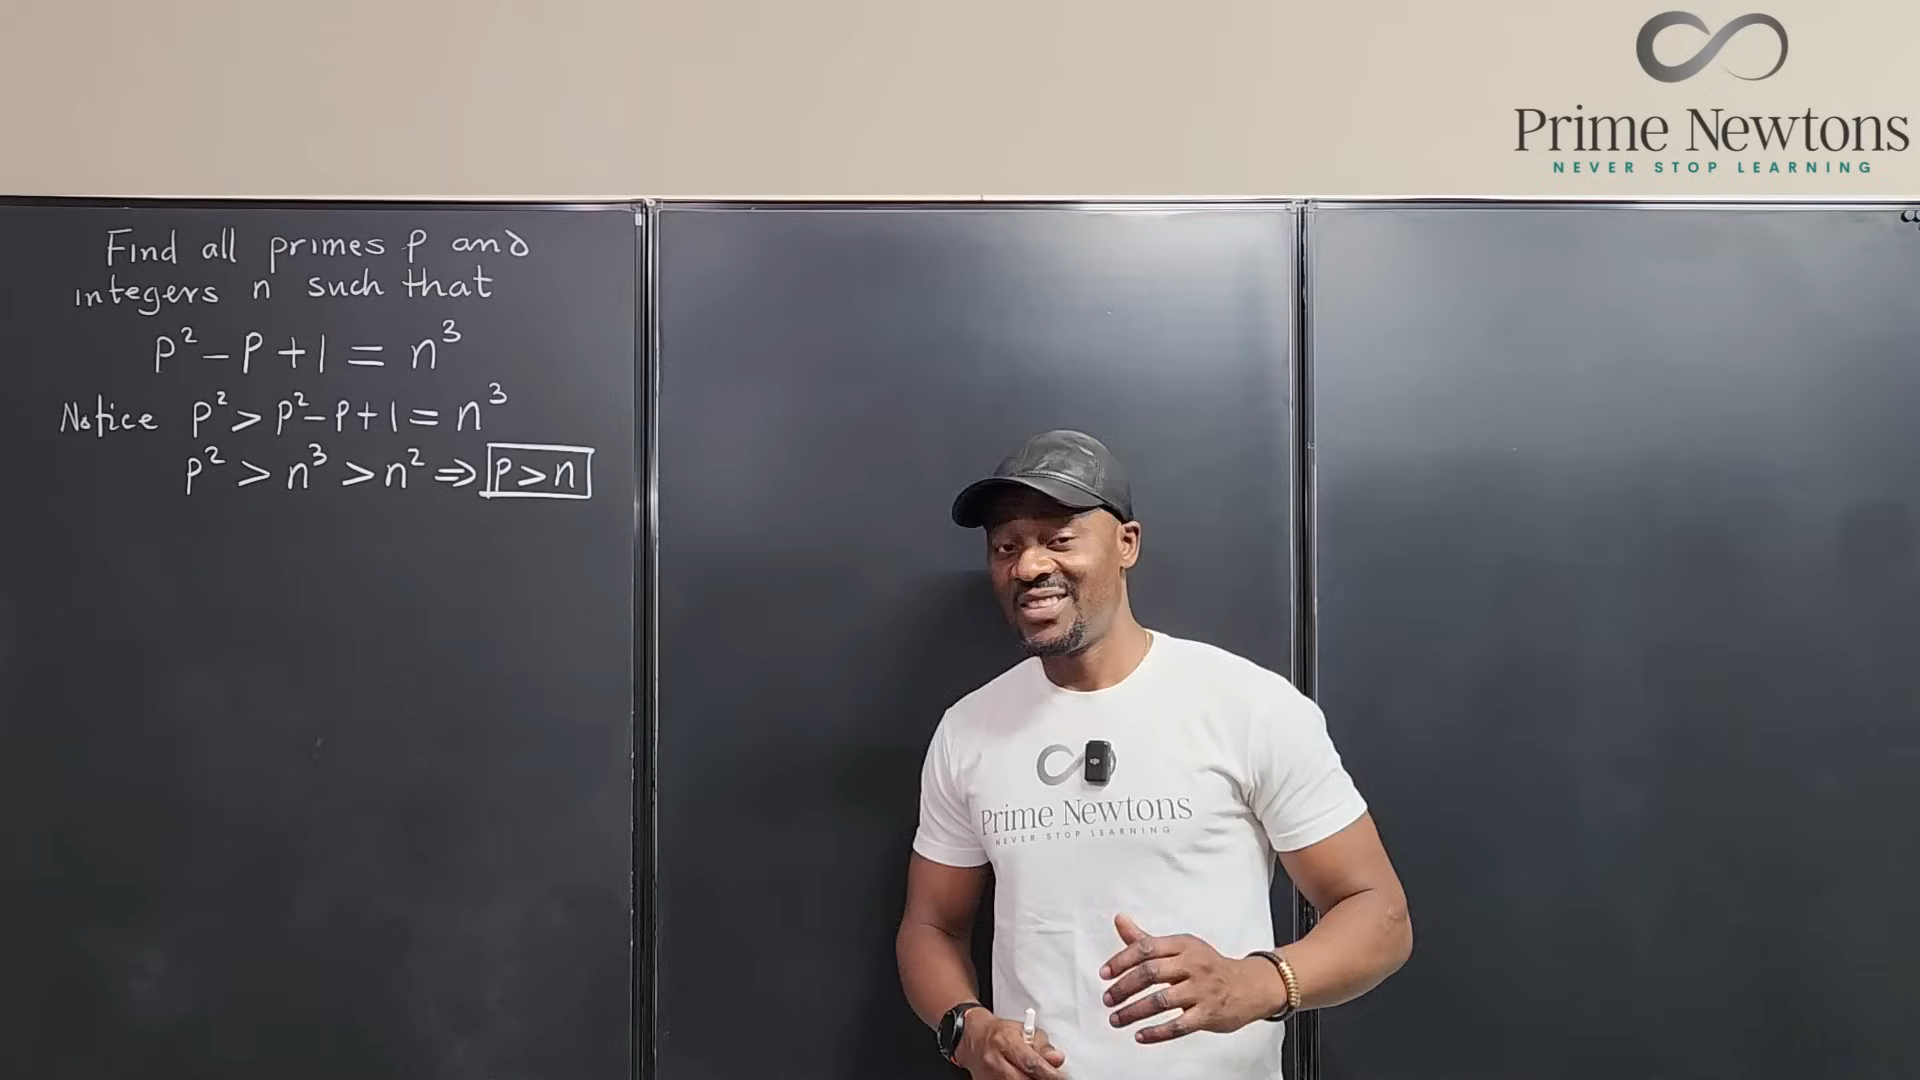 Prime Newtons
NEVER STOP LEARNING
Find all primes p and
integers n such that
p² - p + 1 = n³
Notice p² > p² - p + 1 = n³
p² > n³ > n² ⇒ p > n
Prime Newtons
NEVER STOP LEARNING